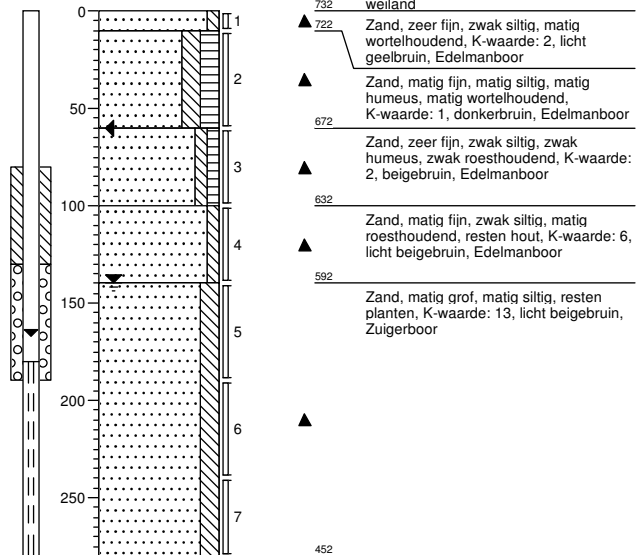 0
50
100
150
200
250
1
2
3
4
5
6
7
732
weiland
722
Zand, zeer fijn, zwak siltig, matig
wortelhoudend, K-waarde: 2, licht
geelbruin, Edelmanboor
Zand, matig fijn, matig siltig, matig
humeus, matig wortelhoudend,
K-waarde: 1, donkerbruin, Edelmanboor
672
Zand, zeer fijn, zwak siltig, zwak
humeus, zwak roesthoudend, K-waarde:
2, beigebruin, Edelmanboor
632
Zand, matig fijn, zwak siltig, matig
roesthoudend, resten hout, K-waarde: 6,
licht beigebruin, Edelmanboor
592
Zand, matig grof, matig siltig, resten
planten, K-waarde: 13, licht beigebruin,
Zuigerboor
452